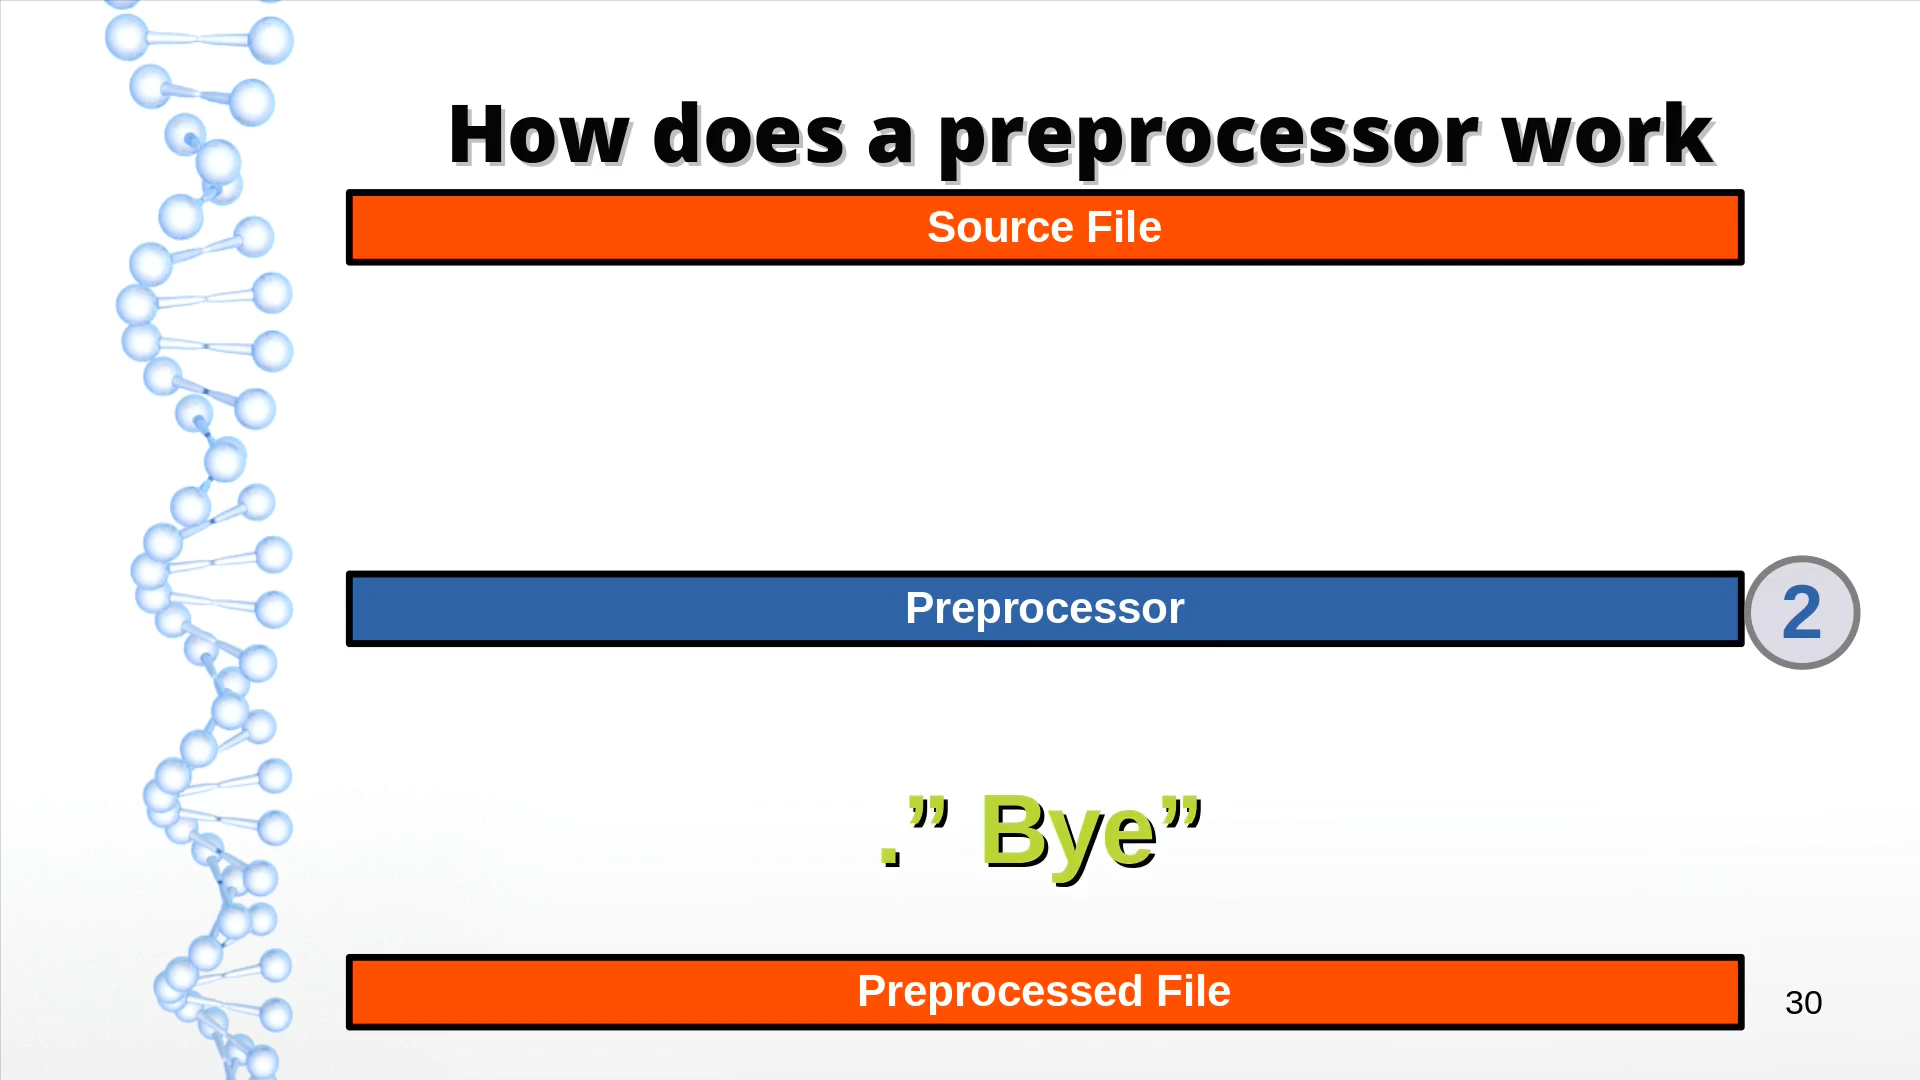 How does a preprocessor work
Source File
Preprocessor
2
.” Bye”
Preprocessed File
30